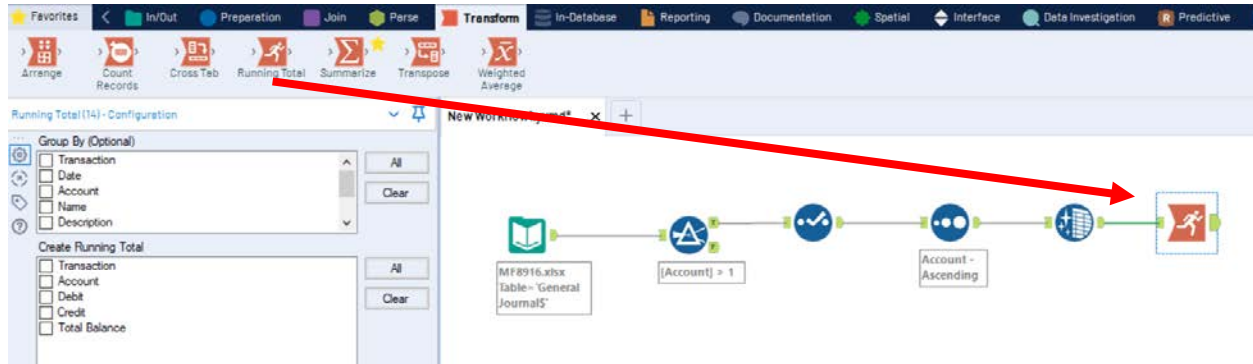 Favorites In/Out Preparation Join Parse Transform In-Database Reporting Documentation Spatial Interface Data Investigation Predictive
Arrange Count Records Cross Tab Running Total Summarize Transpose Weighted Average
Running Total (14) - Configuration
Group By (Optional)
Transaction
Date
Account
Name
Description
All
Clear
Create Running Total
Transaction
Account
Debit
Credit
Total Balance
All
Clear
MF8916.xlsx
Table='General
Journal$'
[Account] > 1
T
F
Account -
Ascending